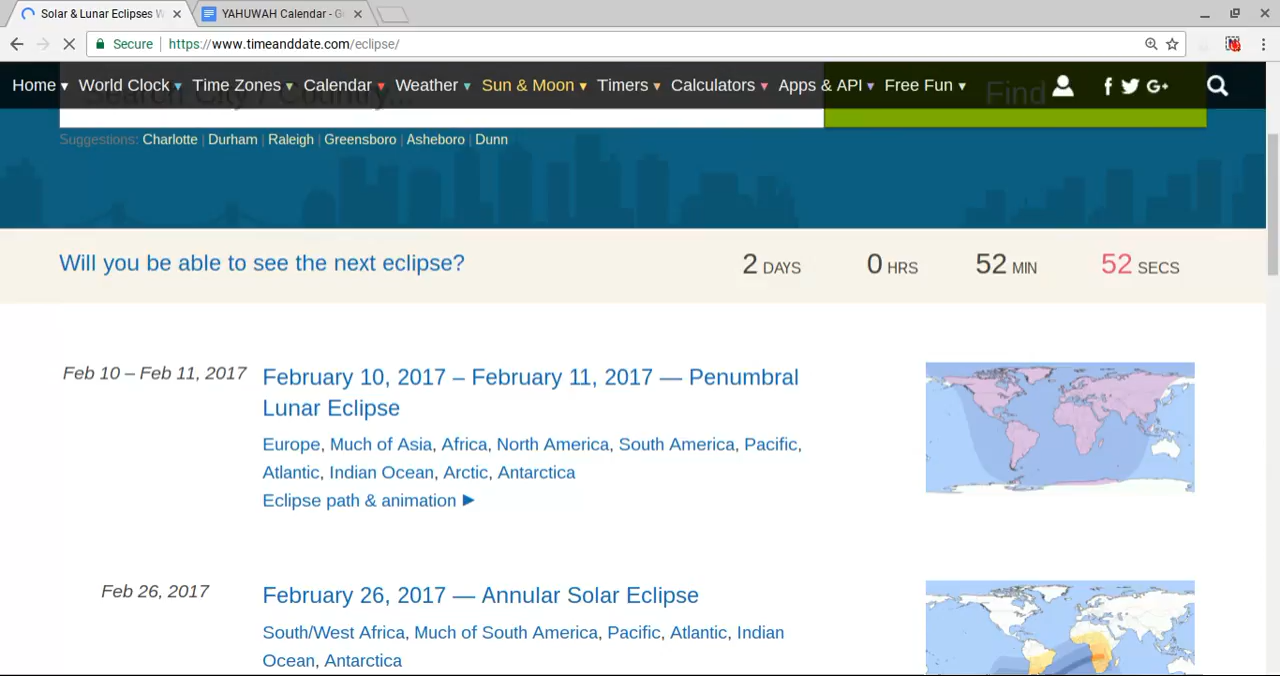 Solar & Lunar Eclipses W
YAHUWAH Calendar - G
Secure
https://www.timeanddate.com/eclipse/
Home World Clock Time Zones Calendar Weather Sun & Moon Timers Calculators Apps & API Free Fun
Search City / Country...
Find
Suggestions: Charlotte | Durham | Raleigh | Greensboro | Asheboro | Dunn
Will you be able to see the next eclipse?
2 DAYS 0 HRS 52 MIN 52 SECS
Feb 10 – Feb 11, 2017
February 10, 2017 – February 11, 2017 — Penumbral
Lunar Eclipse
Europe, Much of Asia, Africa, North America, South America, Pacific,
Atlantic, Indian Ocean, Arctic, Antarctica
Eclipse path & animation
Feb 26, 2017
February 26, 2017 — Annular Solar Eclipse
South/West Africa, Much of South America, Pacific, Atlantic, Indian
Ocean, Antarctica